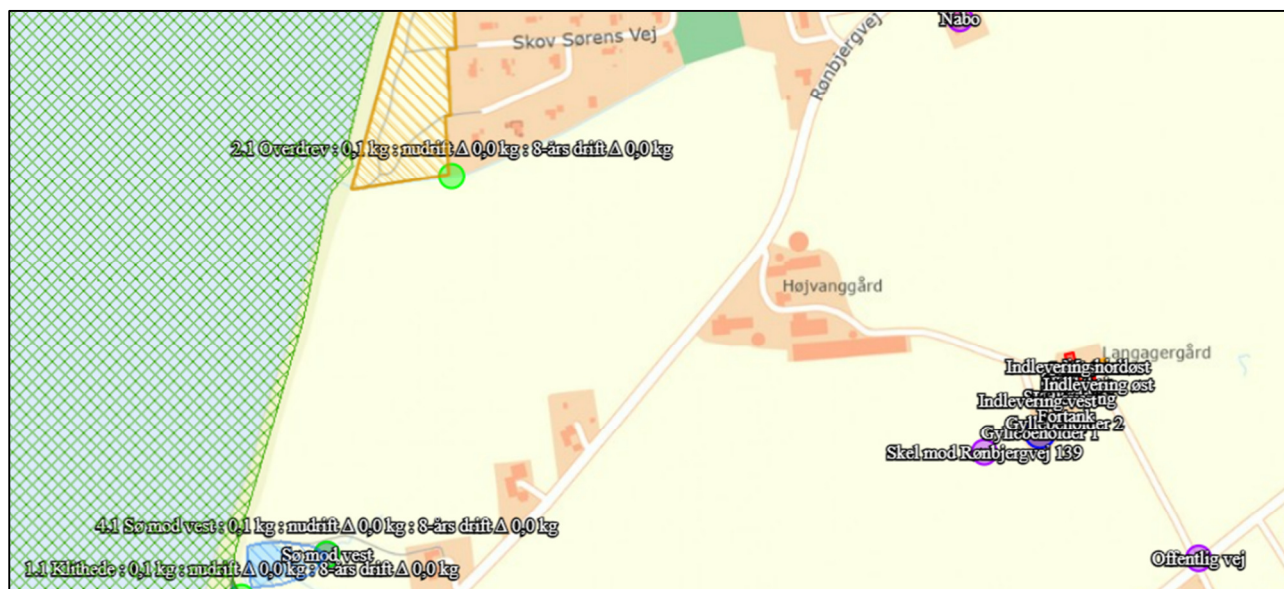 Nabo
Skov Sørens Vej
Rønbjergvej
2.1 Overdrev : 0,1 kg : nudrift Δ 0,0 kg : 8-års drift Δ 0,0 kg
Højvanggård
Langagergård
Indlevering nordøst
Indlevering øst
Indlevering vest
Fortank
Gyllebeholder 2
Gyllebeholder 1
Skel mod Rønbjergvej 139
4.1 Sø mod vest : 0,1 kg : nudrift Δ 0,0 kg : 8-års drift Δ 0,0 kg
Sø mod vest
Offentlig vej
1.1 Klithede : 0,1 kg : nudrift Δ 0,0 kg : 8-års drift Δ 0,0 kg